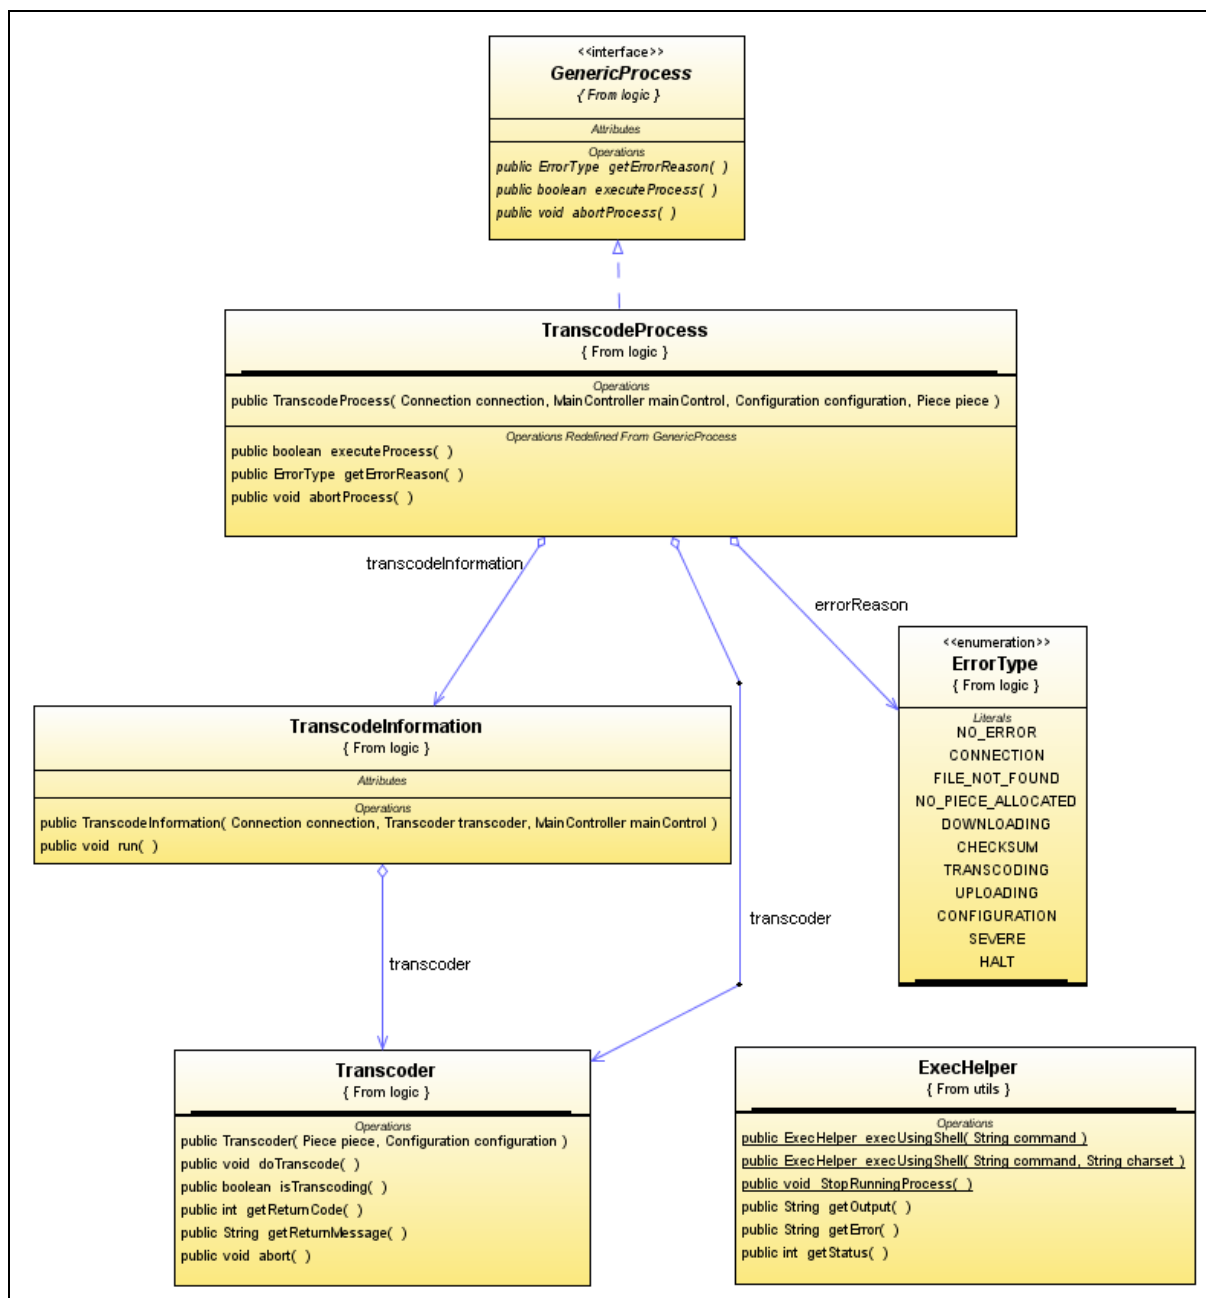 <<interface>>
GenericProcess
{ From logic }
Attributes
Operations
public ErrorType getErrorReason( )
public boolean executeProcess( )
public void abortProcess( )
TranscodeProcess
{ From logic }
Operations
public TranscodeProcess( Connection connection, MainController mainControl, Configuration configuration, Piece piece )
Operations Redefined From GenericProcess
public boolean executeProcess( )
public ErrorType getErrorReason( )
public void abortProcess( )
transcodeInformation
errorReason
<<enumeration>>
ErrorType
{ From logic }
Literals
NO_ERROR
CONNECTION
FILE_NOT_FOUND
NO_PIECE_ALLOCATED
DOWNLOADING
CHECKSUM
TRANSCODING
UPLOADING
CONFIGURATION
SEVERE
HALT
TranscodeInformation
{ From logic }
Attributes
Operations
public TranscodeInformation( Connection connection, Transcoder transcoder, MainController mainControl )
public void run( )
transcoder
transcoder
Transcoder
{ From logic }
Operations
public Transcoder( Piece piece, Configuration configuration )
public void doTranscode( )
public boolean isTranscoding( )
public int getReturnCode( )
public String getReturnMessage( )
public void abort( )
ExecHelper
{ From utils }
Operations
public ExecHelper execUsingShell( String command )
public ExecHelper execUsingShell( String command, String charset )
public void StopRunningProcess( )
public String getOutput( )
public String getError( )
public int getStatus( )